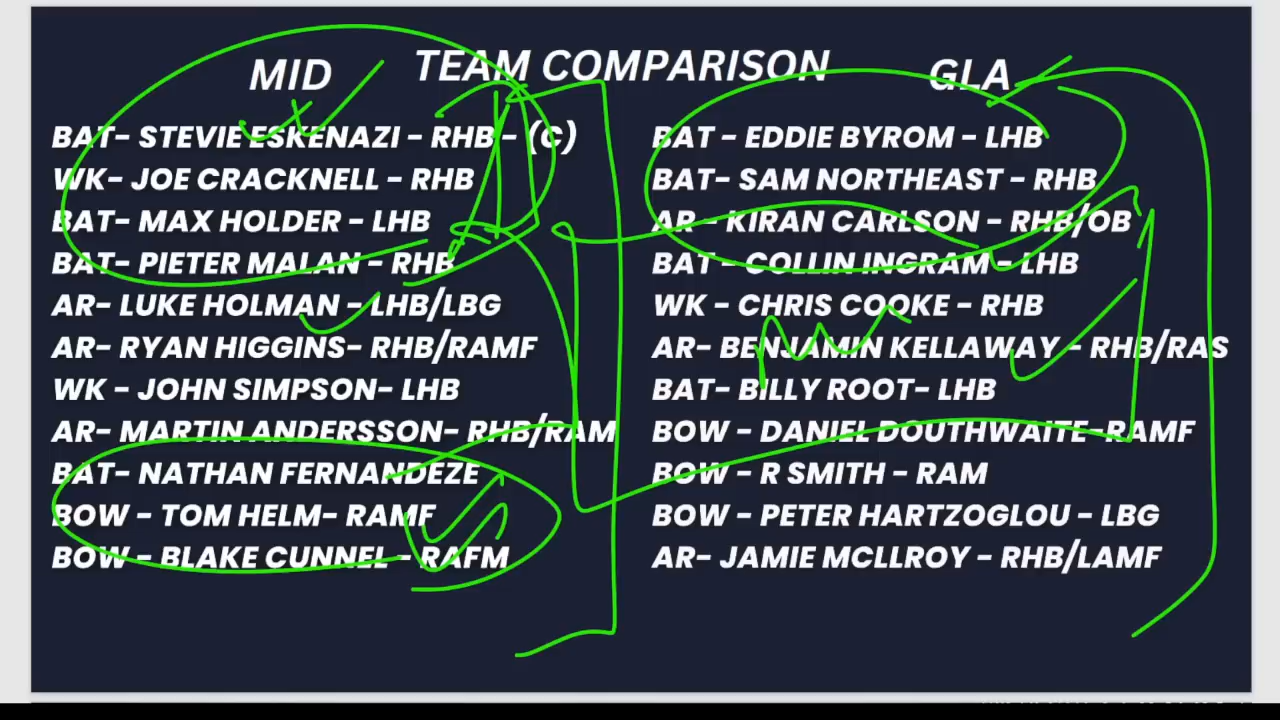 TEAM COMPARISON
MID
BAT- STEVIE ESKENAZI - RHB - (C)
WK- JOE CRACKNELL - RHB
BAT- MAX HOLDER - LHB
BAT- PIETER MALAN - RHB
AR- LUKE HOLMAN - LHB/LBG
AR- RYAN HIGGINS- RHB/RAMF
WK - JOHN SIMPSON- LHB
AR- MARTIN ANDERSSON- RHB/RAM
BAT- NATHAN FERNANDEZE
BOW - TOM HELM- RAMF
BOW - BLAKE CUNNEL - RAFM
GLA
BAT - EDDIE BYROM - LHB
BAT- SAM NORTHEAST - RHB
AR - KIRAN CARLSON - RHB/OB
BAT - COLLIN INGRAM - LHB
WK - CHRIS COOKE - RHB
AR- BENJAMIN KELLAWAY - RHB/RAS
BAT- BILLY ROOT- LHB
BOW - DANIEL DOUTHWAITE-RAMF
BOW - R SMITH - RAM
BOW - PETER HARTZOGLOU - LBG
AR- JAMIE MCLLROY - RHB/LAMF